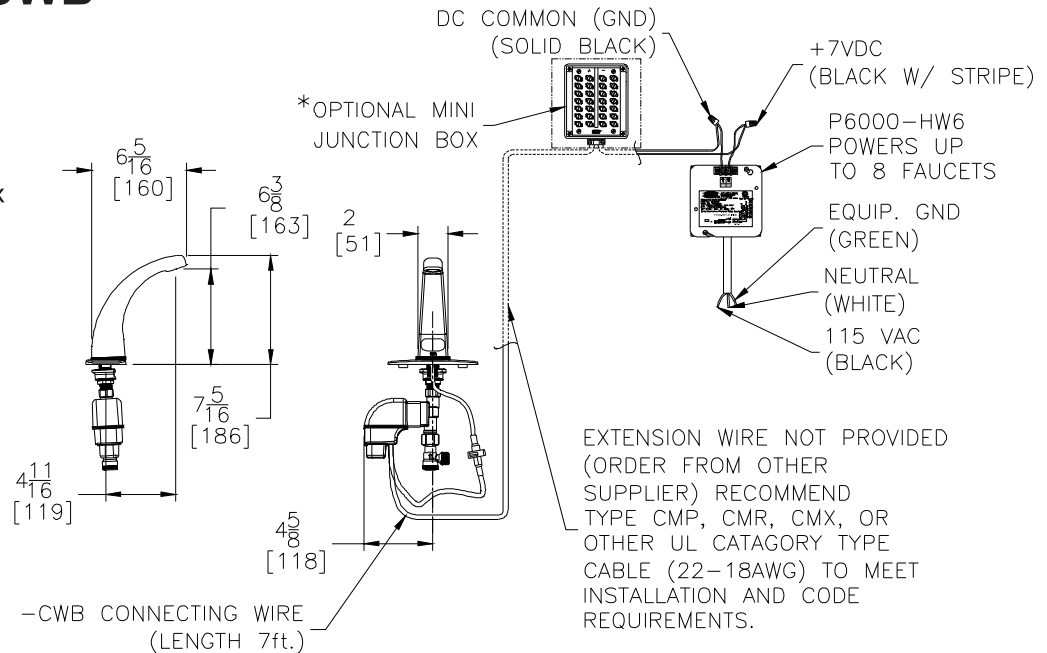 CWB
DC COMMON (GND)
(SOLID BLACK)
+7VDC
(BLACK W/ STRIPE)
*OPTIONAL MINI
JUNCTION BOX
P6000-HW6
POWERS UP
TO 8 FAUCETS
6 5/16
[160]
6 3/8
[163]
2
[51]
x
EQUIP. GND
(GREEN)
NEUTRAL
(WHITE)
115 VAC
(BLACK)
7 5/16
[186]
4 11/16
[119]
4 5/8
[118]
EXTENSION WIRE NOT PROVIDED
(ORDER FROM OTHER
SUPPLIER) RECOMMEND
TYPE CMP, CMR, CMX, OR
OTHER UL CATAGORY TYPE
CABLE (22-18AWG) TO MEET
INSTALLATION AND CODE
REQUIREMENTS.
-CWB CONNECTING WIRE
(LENGTH 7ft.)